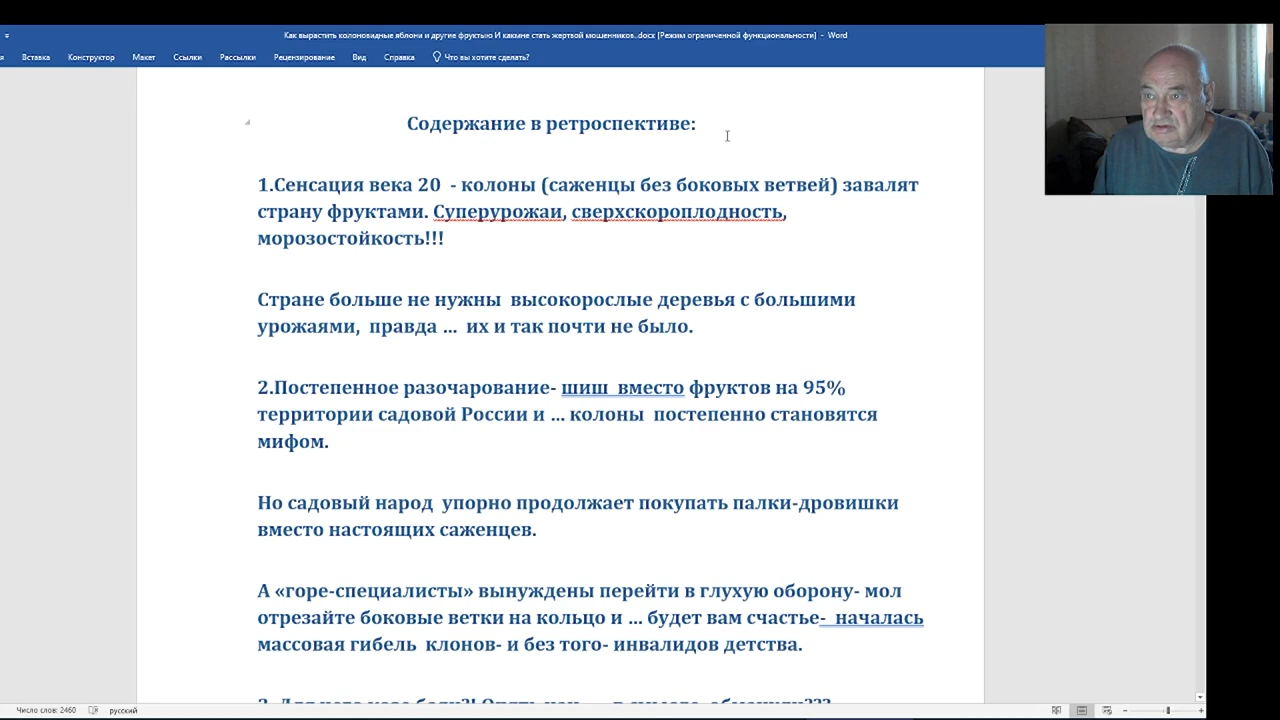 Как вырастить колоновидные яблони и другие фруктыю И какмне стать жертвой мошенников..docx [Режим ограниченной функциональности] - Word
Вставка Конструктор Макет Ссылки Рассылки Рецензирование Вид Справка Что вы хотите сделать?
Содержание в ретроспективе:
1.Сенсация века 20 - колоны (саженцы без боковых ветвей) завалят
страну фруктами. Суперурожаи, сверхскороплодность,
морозостойкость!!!
Стране больше не нужны высокорослые деревья с большими
урожаями, правда ... их и так почти не было.
2.Постепенное разочарование- шиш вместо фруктов на 95%
территории садовой России и ... колоны постепенно становятся
мифом.
Но садовый народ упорно продолжает покупать палки-дровишки
вместо настоящих саженцев.
А «горе-специалисты» вынуждены перейти в глухую оборону- мол
отрезайте боковые ветки на кольцо и ... будет вам счастье- началась
массовая гибель клонов- и без того- инвалидов детства.
Число слов: 2460 русский